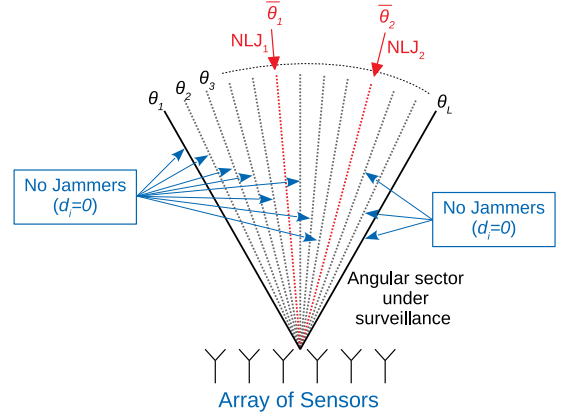 θ̅₁
θ̅₂
NLJ₁
NLJ₂
θ₁
θ₂
θ₃
θ_L
No Jammers
(dᵢ=0)
No Jammers
(dᵢ=0)
Angular sector
under
surveillance
Array of Sensors